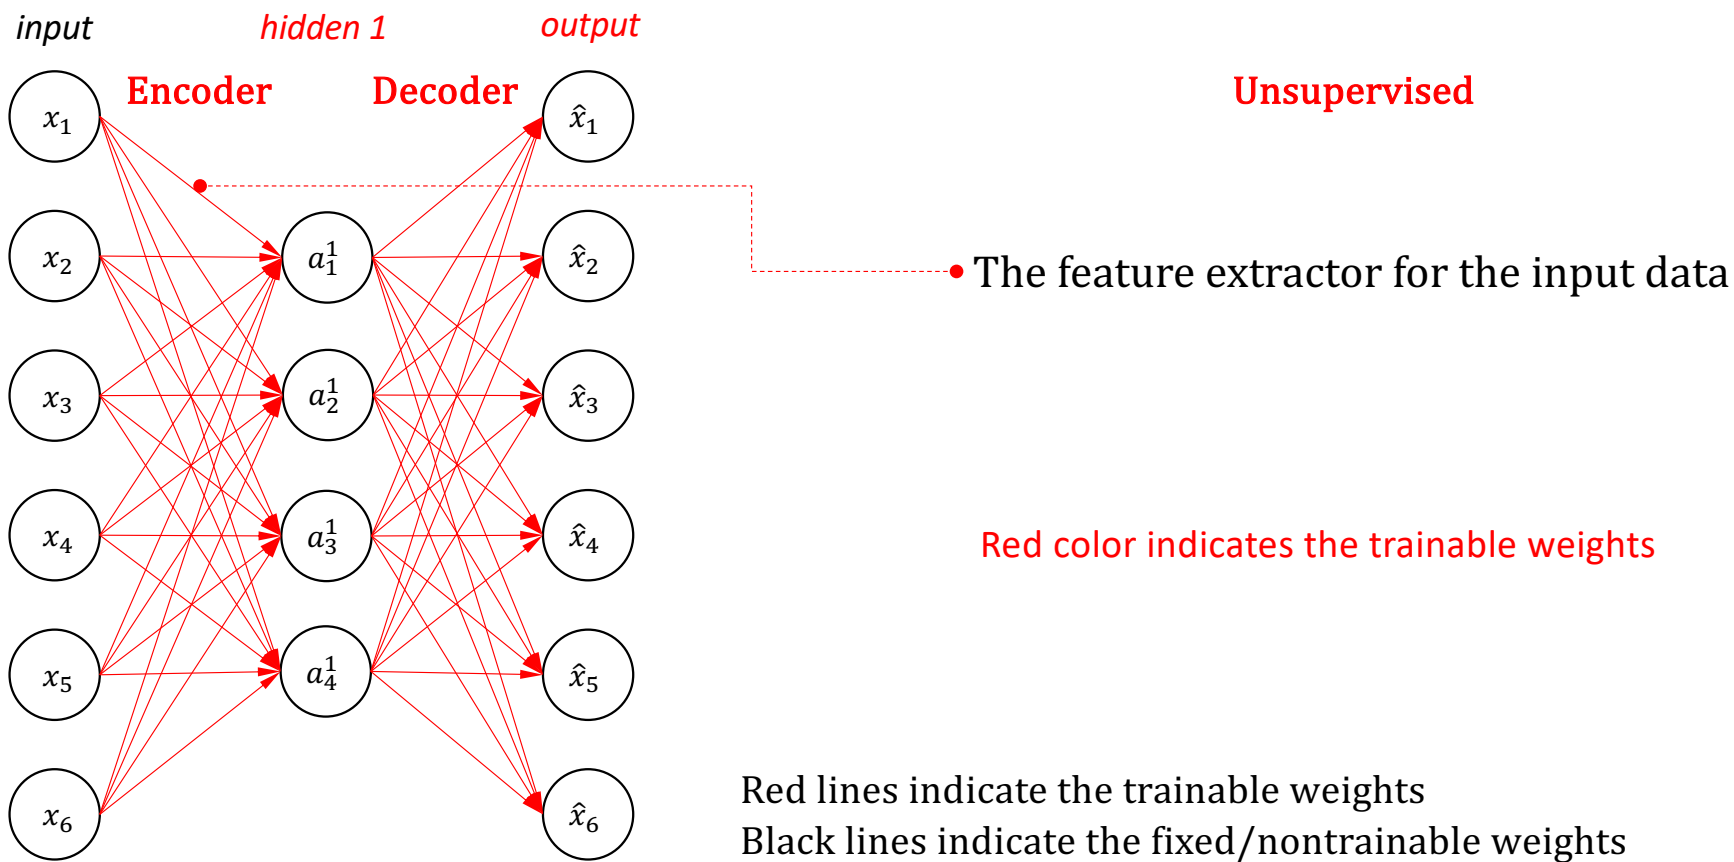 input hidden 1 output
Encoder Decoder Unsupervised
x₁ x̂₁
x₂ a₁¹ x̂₂
The feature extractor for the input data
x₃ a₂¹ x̂₃
x₄ a₃¹ x̂₄
Red color indicates the trainable weights
x₅ a₄¹ x̂₅
x₆ x̂₆
Red lines indicate the trainable weights
Black lines indicate the fixed/nontrainable weights